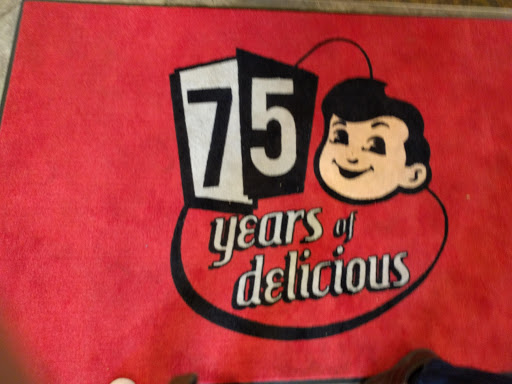 75
years of
delicious